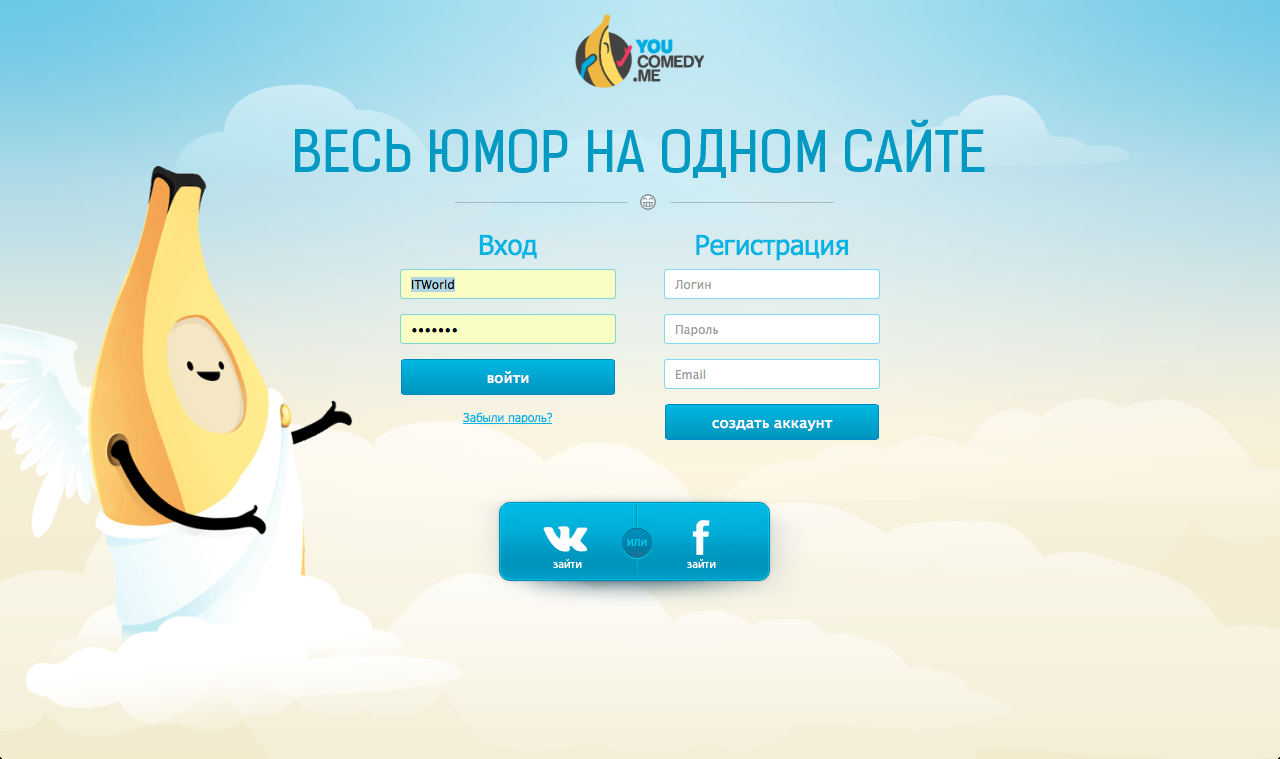 YOU
COMEDY
.ME
ВЕСЬ ЮМОР НА ОДНОМ САЙТЕ
Вход
ITWorld
•••••••
войти
Забыли пароль?
Регистрация
Логин
Пароль
Email
создать аккаунт
зайти
или
зайти